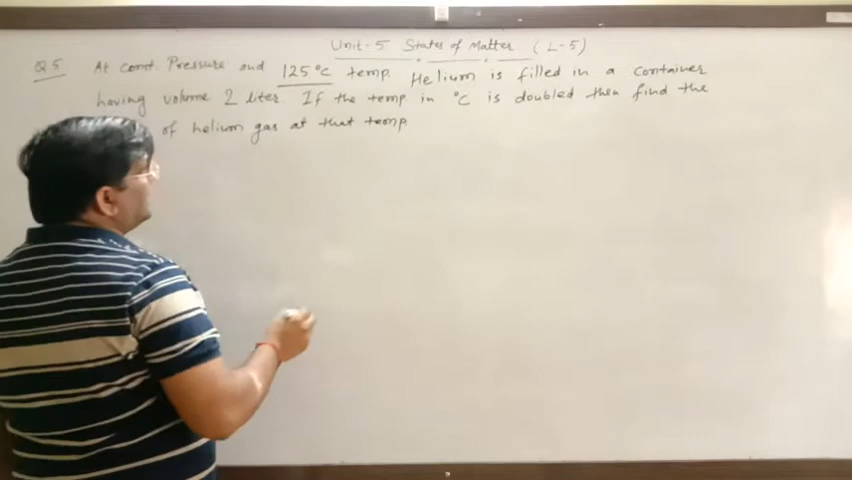 Unit-5 States of Matter (L-5)
Q5 At const. Pressure and 125°C temp. Helium is filled in a container
having volume 2 liter. If the temp in °C is doubled then find the
of helium gas at that temp.